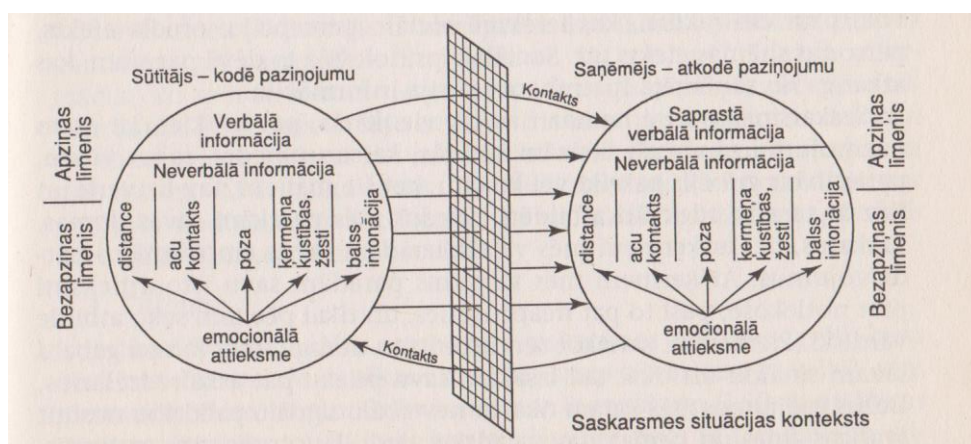 Sūtītājs – kodē paziņojumu
Saņēmējs – atkodē paziņojumu
Kontakts
Apziņas
līmenis
Bezapziņas
līmenis
Verbālā
informācija
Neverbālā informācija
distance
acu
kontakts
poza
ķermeņa
kustības,
žesti
balss
intonācija
emocionālā
attieksme
Saprastā
verbālā informācija
Neverbālā informācija
distance
acu
kontakts
poza
ķermeņa
kustības,
žesti
balss
intonācija
emocionālā
attieksme
Apziņas
līmenis
Bezapziņas
līmenis
Kontakts
Saskarsmes situācijas konteksts